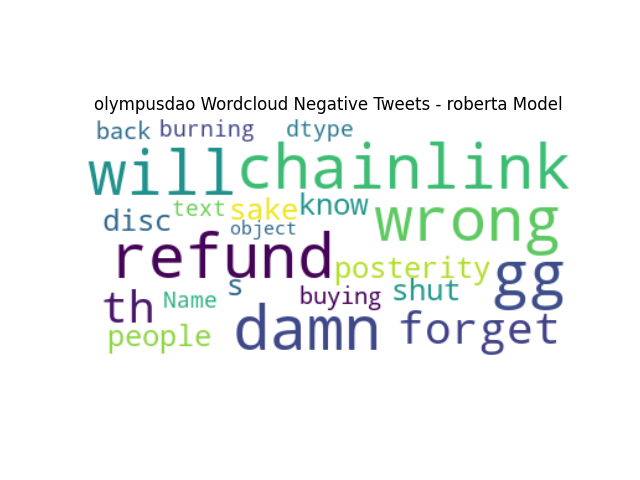 olympusdao Wordcloud Negative Tweets - roberta Model
back burning dtype
will chainlink
disc text sake know wrong
object
refund posterity gg
th Name s buying shut
people damn forget